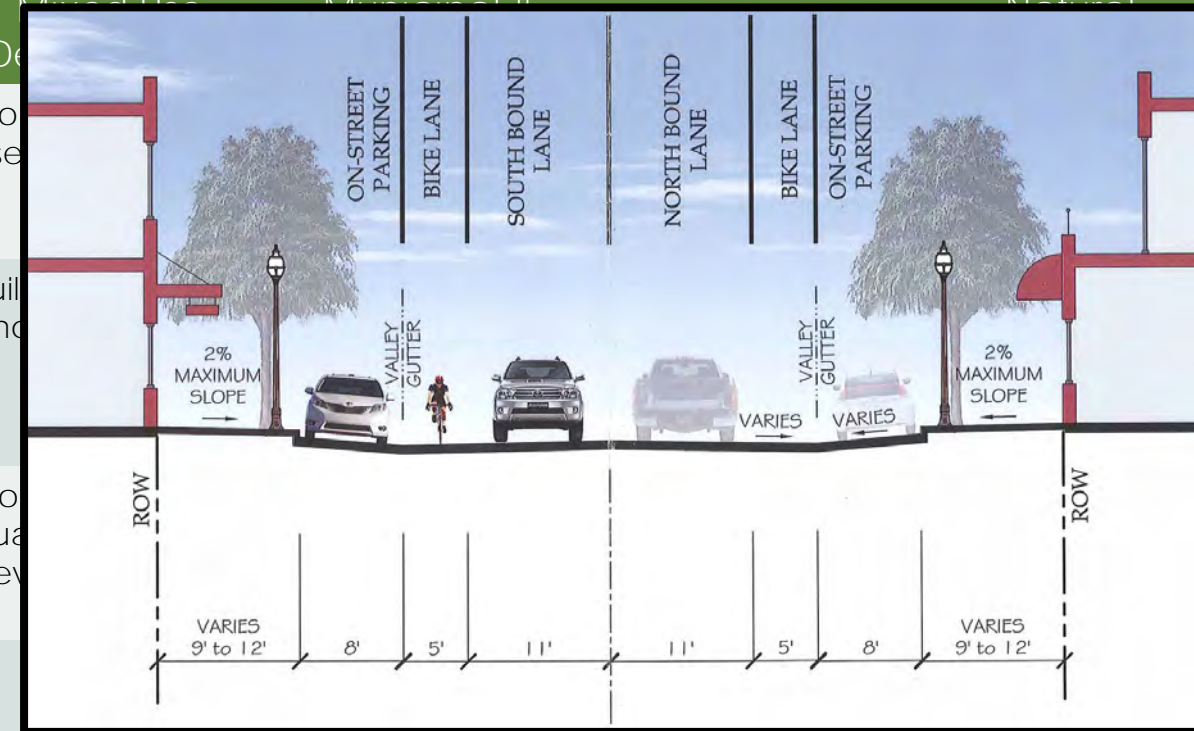 ON-STREET
PARKING
BIKE LANE
SOUTH BOUND
LANE
NORTH BOUND
LANE
BIKE LANE
ON-STREET
PARKING
VALLEY
GUTTER
VALLEY
GUTTER
2%
MAXIMUM
SLOPE
2%
MAXIMUM
SLOPE
VARIES
VARIES
ROW
ROW
VARIES
9' to 12'
8'
5'
11'
11'
5'
8'
VARIES
9' to 12'